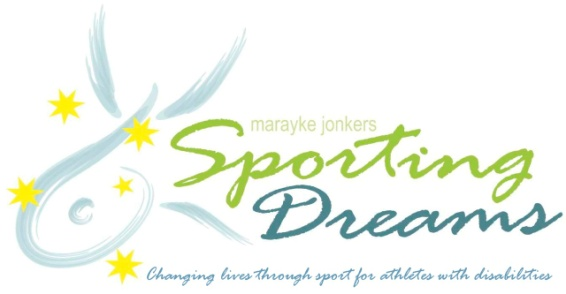 marayke jonkers
Sporting
Dreams
Changing lives through sport for athletes with disabilities